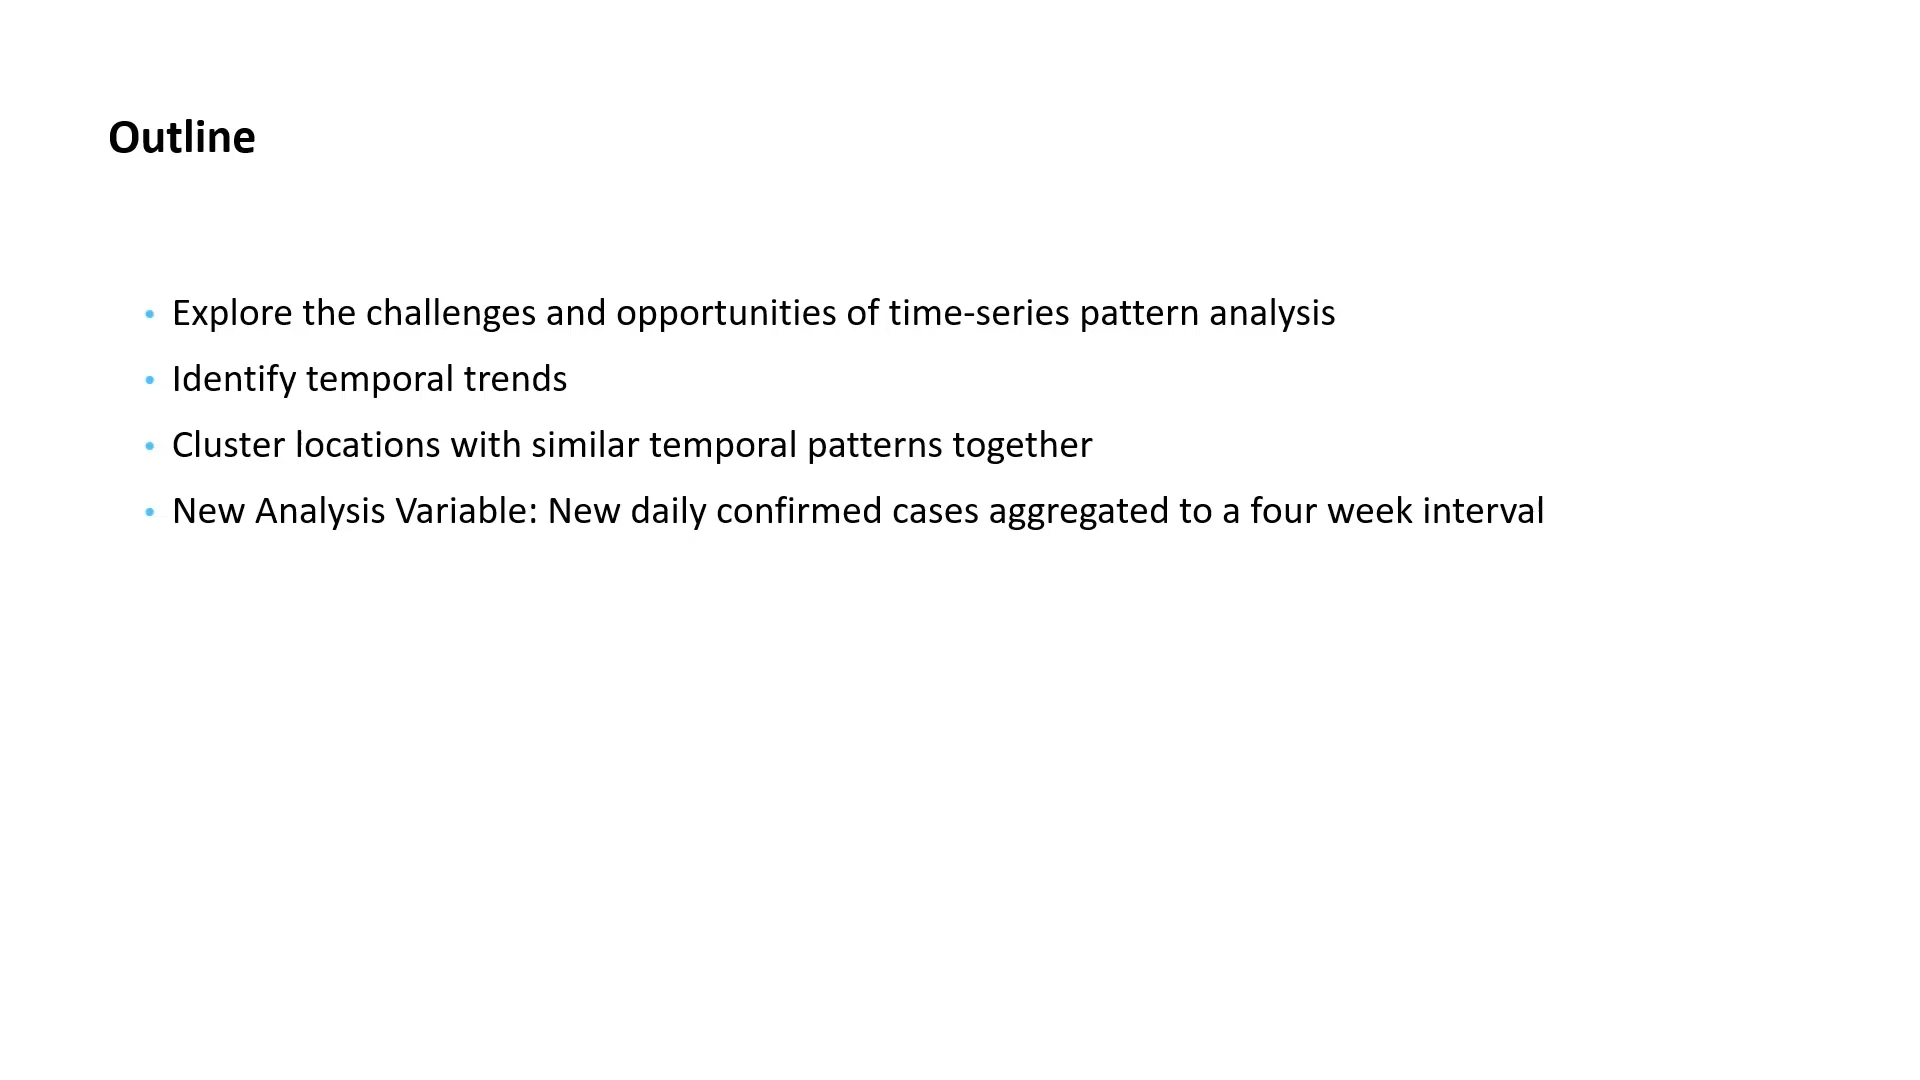 Outline
• Explore the challenges and opportunities of time-series pattern analysis
• Identify temporal trends
• Cluster locations with similar temporal patterns together
• New Analysis Variable: New daily confirmed cases aggregated to a four week interval